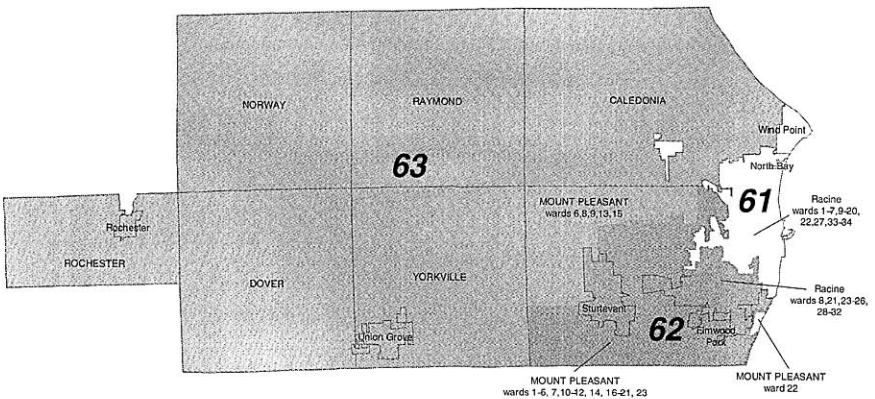 NORWAY
RAYMOND
CALEDONIA
Wind Point
63
North Bay
61
Racine
wards 1-7,9-20,
22,27,33-34
MOUNT PLEASANT
wards 6,8,9,13,15
Rochester
ROCHESTER
DOVER
YORKVILLE
Racine
wards 8,21,23-26,
28-32
Sturtevant
62
Elmwood
Park
Union Grove
MOUNT PLEASANT
wards 1-6, 7,10-42, 14, 16-21, 23
MOUNT PLEASANT
ward 22